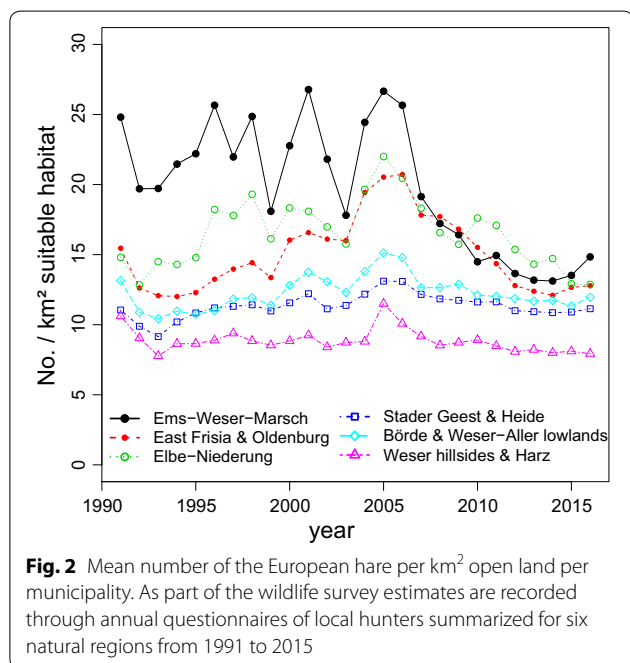 No. / km² suitable habitat
30
25
20
15
10
5
0
Ems−Weser−Marsch
East Frisia & Oldenburg
Elbe−Niederung
Stader Geest & Heide
Börde & Weser−Aller lowlands
Weser hillsides & Harz
1990 1995 2000 2005 2010 2015
year
Fig. 2 Mean number of the European hare per km² open land per
municipality. As part of the wildlife survey estimates are recorded
through annual questionnaires of local hunters summarized for six
natural regions from 1991 to 2015